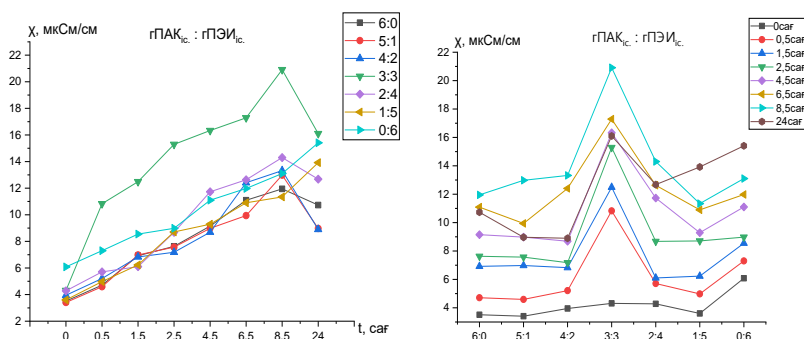 χ, мкСм/см
гПАКіс. : гПЭИіс.
6:0
5:1
4:2
3:3
2:4
1:5
0:6
22
20
18
16
14
12
10
8
6
4
2
0 0.5 1.5 2.5 4.5 6.5 8.5 24
t, сағ
χ, мкСм/см
гПАКіс. : гПЭИіс.
0сағ
0,5сағ
1,5сағ
2,5сағ
4,5сағ
6,5сағ
8,5сағ
24сағ
22
20
18
16
14
12
10
8
6
4
6:0 5:1 4:2 3:3 2:4 1:5 0:6